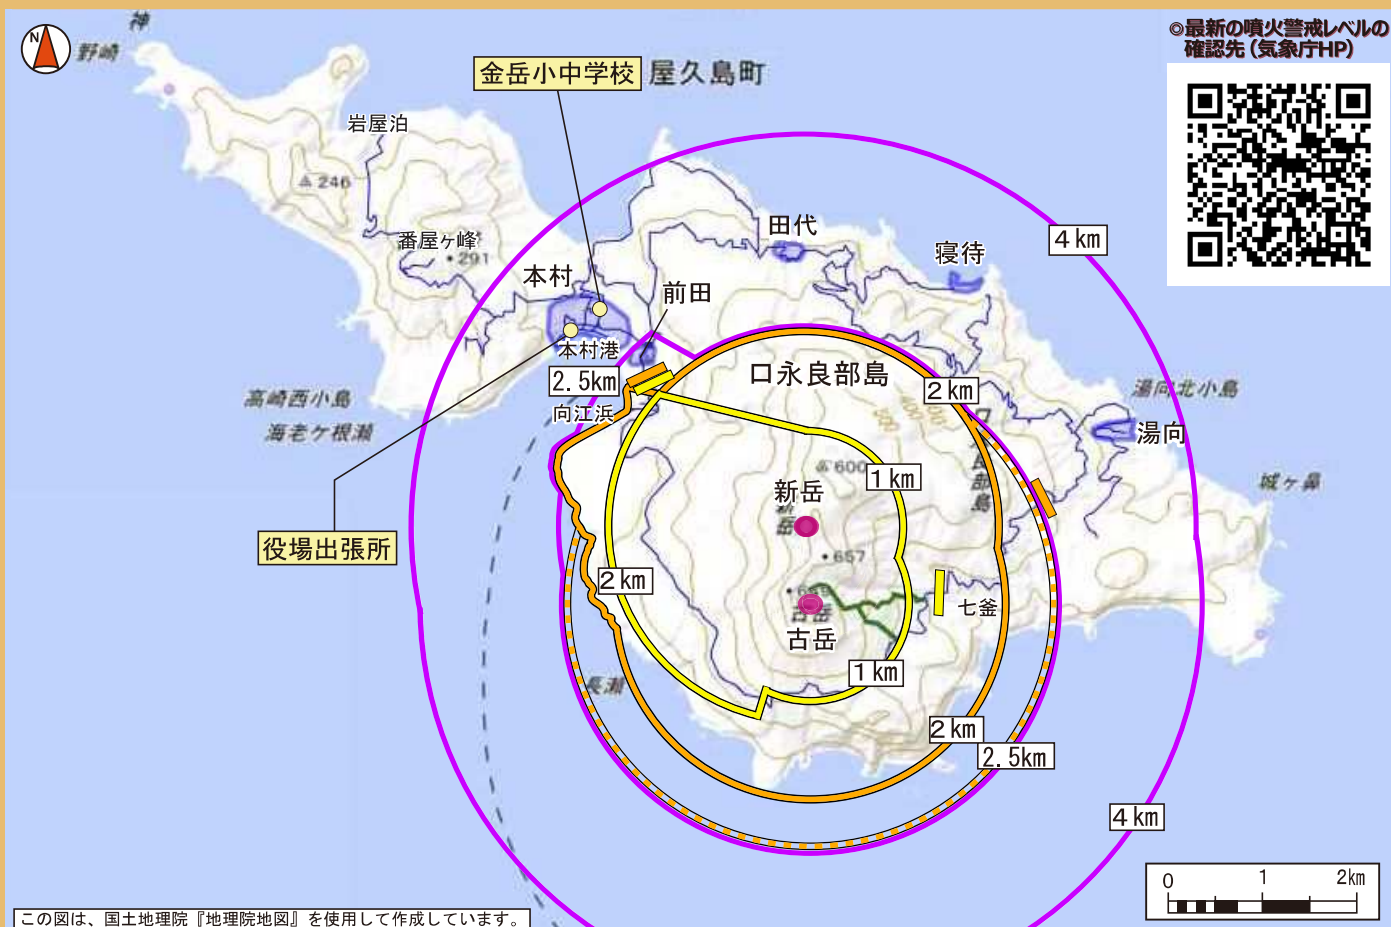 ◎最新の噴火警戒レベルの
確認先(気象庁HP)
N
神
野崎
金岳小中学校
屋久島町
岩屋泊
246
番屋ヶ峰
291
本村
前田
田代
寝待
4km
本村港
2.5km
向江浜
高崎西小島
海老ケ根瀬
口永良部島
2km
湯向北小島
湯向
城ヶ鼻
600
1km
新岳
新岳
657
役場出張所
2km
古岳
古岳
七釜
1km
長瀬
2km
2.5km
4km
0 1 2km
この図は、国土地理院『地理院地図』を使用して作成しています。